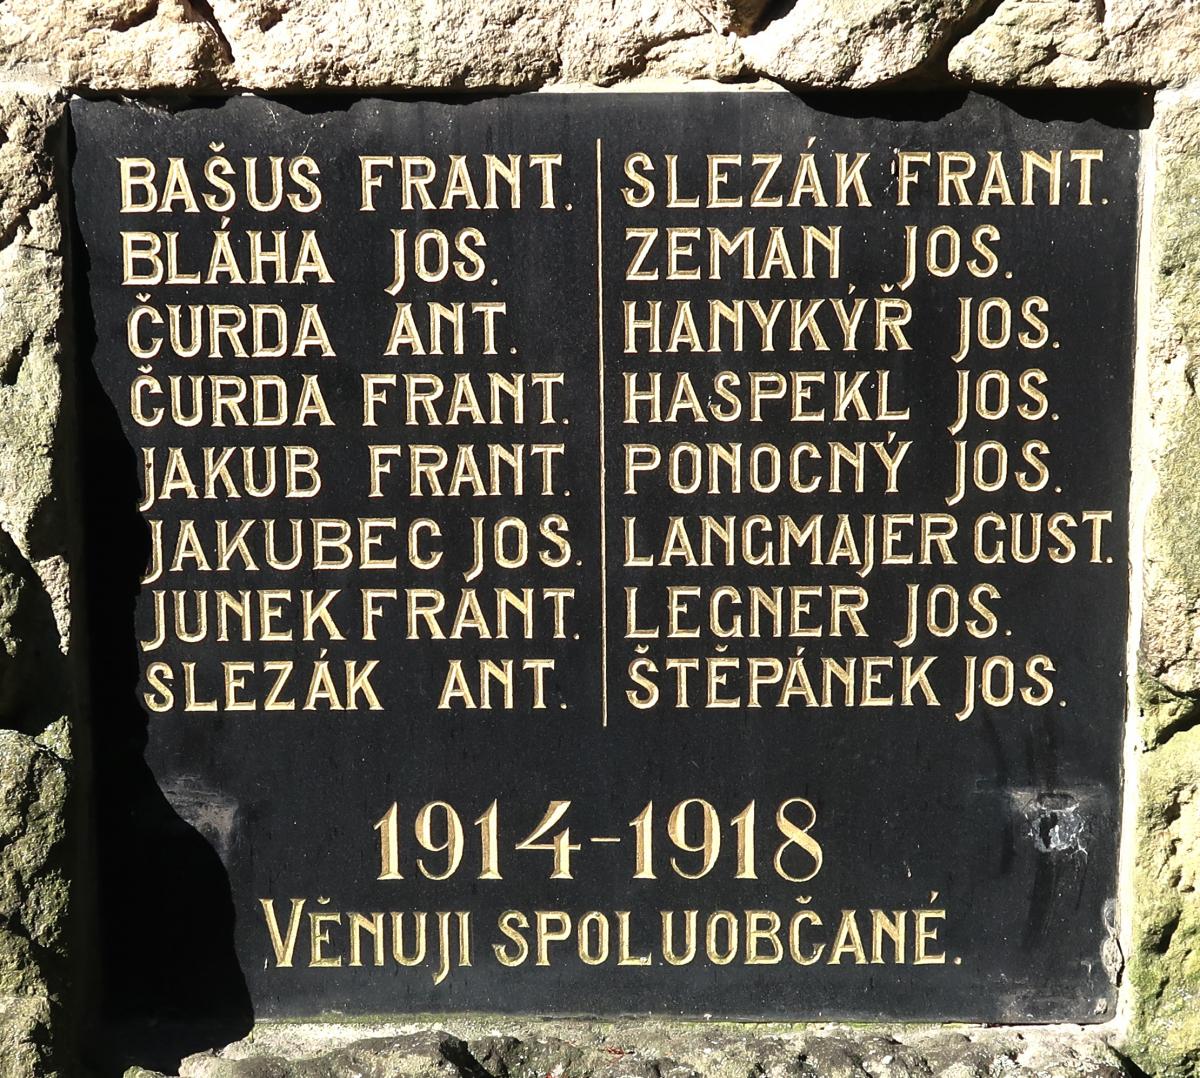 BAŠUS FRANT.
BLÁHA JOS.
ČURDA ANT.
ČURDA FRANT.
JAKUB FRANT.
JAKUBEC JOS.
JUNEK FRANT.
SLEZÁK ANT.
SLEZÁK FRANT.
ZEMAN JOS.
HANYKÝŘ JOS.
HASPEKL JOS.
PONOCNÝ JOS.
LANGMAJER GUST.
LEGNER JOS.
ŠTĚPÁNEK JOS.
1914-1918
VĚNUJI SPOLUOBČANÉ.